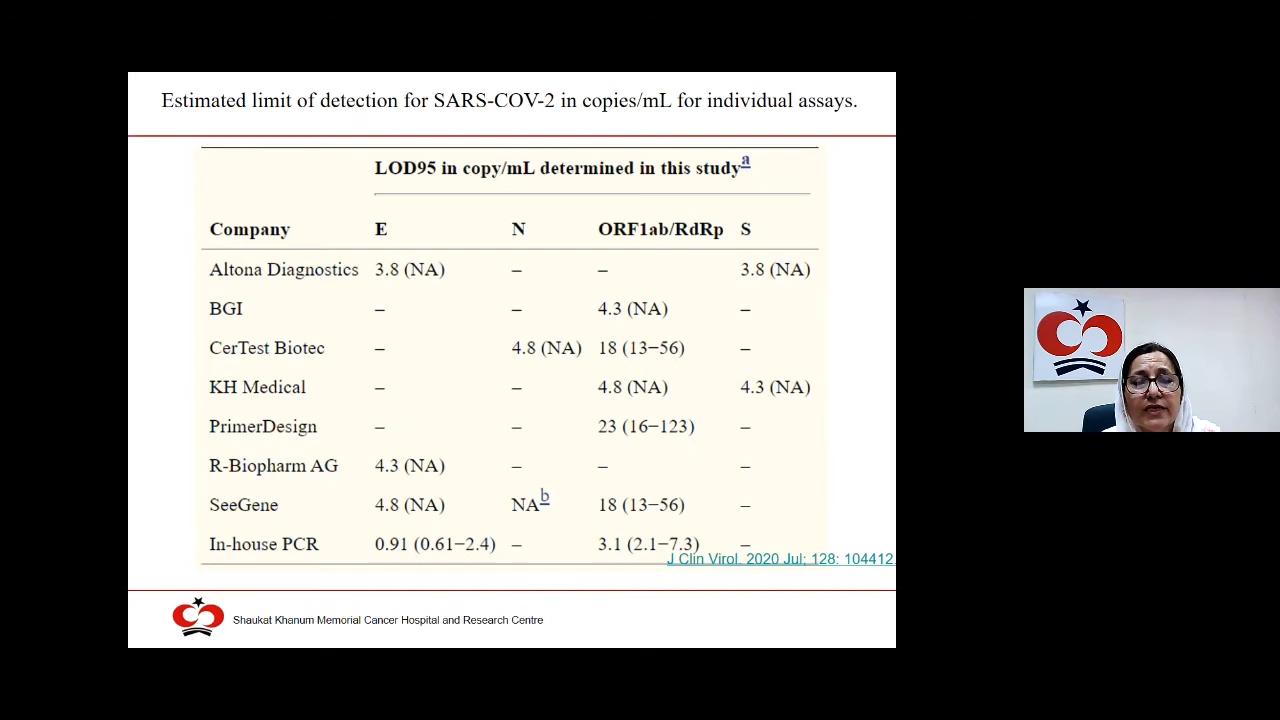 Estimated limit of detection for SARS-COV-2 in copies/mL for individual assays.
LOD95 in copy/mL determined in this study a
Company E N ORF1ab/RdRp S
Altona Diagnostics 3.8 (NA) – – 3.8 (NA)
BGI – – 4.3 (NA) –
CerTest Biotec – 4.8 (NA) 18 (13–56) –
KH Medical – – 4.8 (NA) 4.3 (NA)
PrimerDesign – – 23 (16–123) –
R-Biopharm AG 4.3 (NA) – – –
SeeGene 4.8 (NA) NA b 18 (13–56) –
In-house PCR 0.91 (0.61–2.4) – 3.1 (2.1–7.3) –
J Clin Virol. 2020 Jul; 128: 104412.
Shaukat Khanum Memorial Cancer Hospital and Research Centre